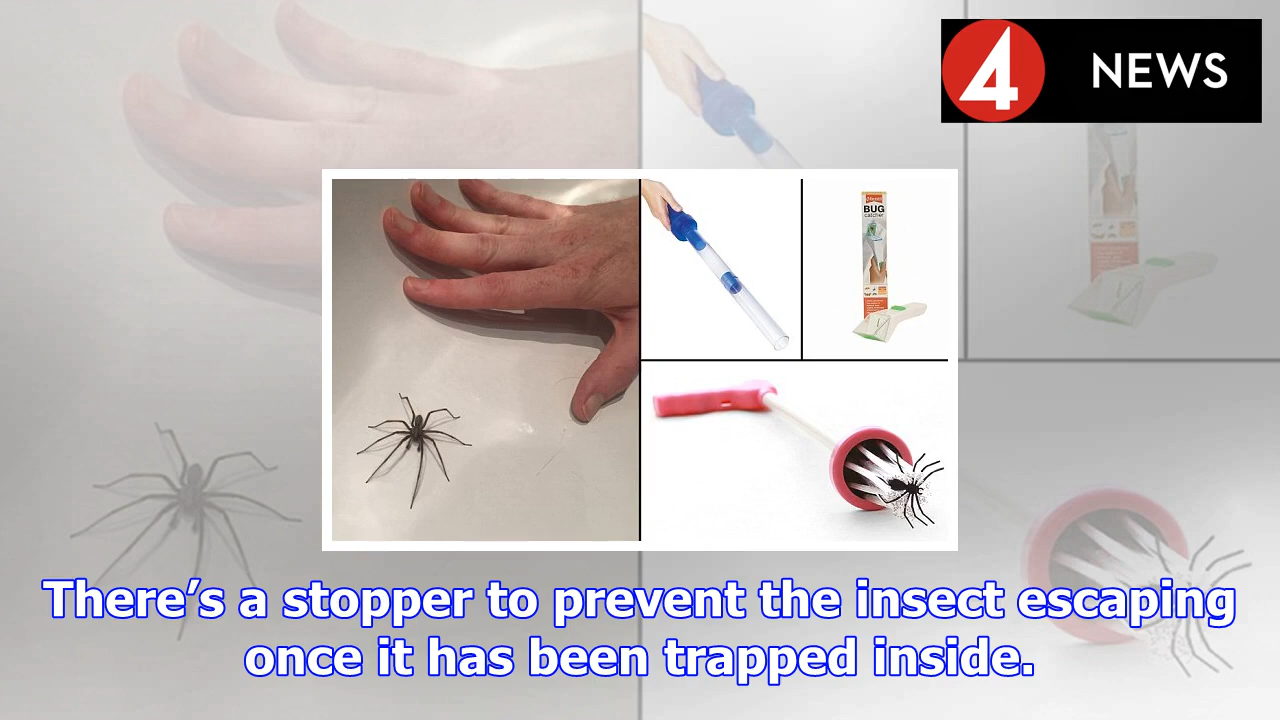 4 NEWS
BUG
catcher
There’s a stopper to prevent the insect escaping
once it has been trapped inside.